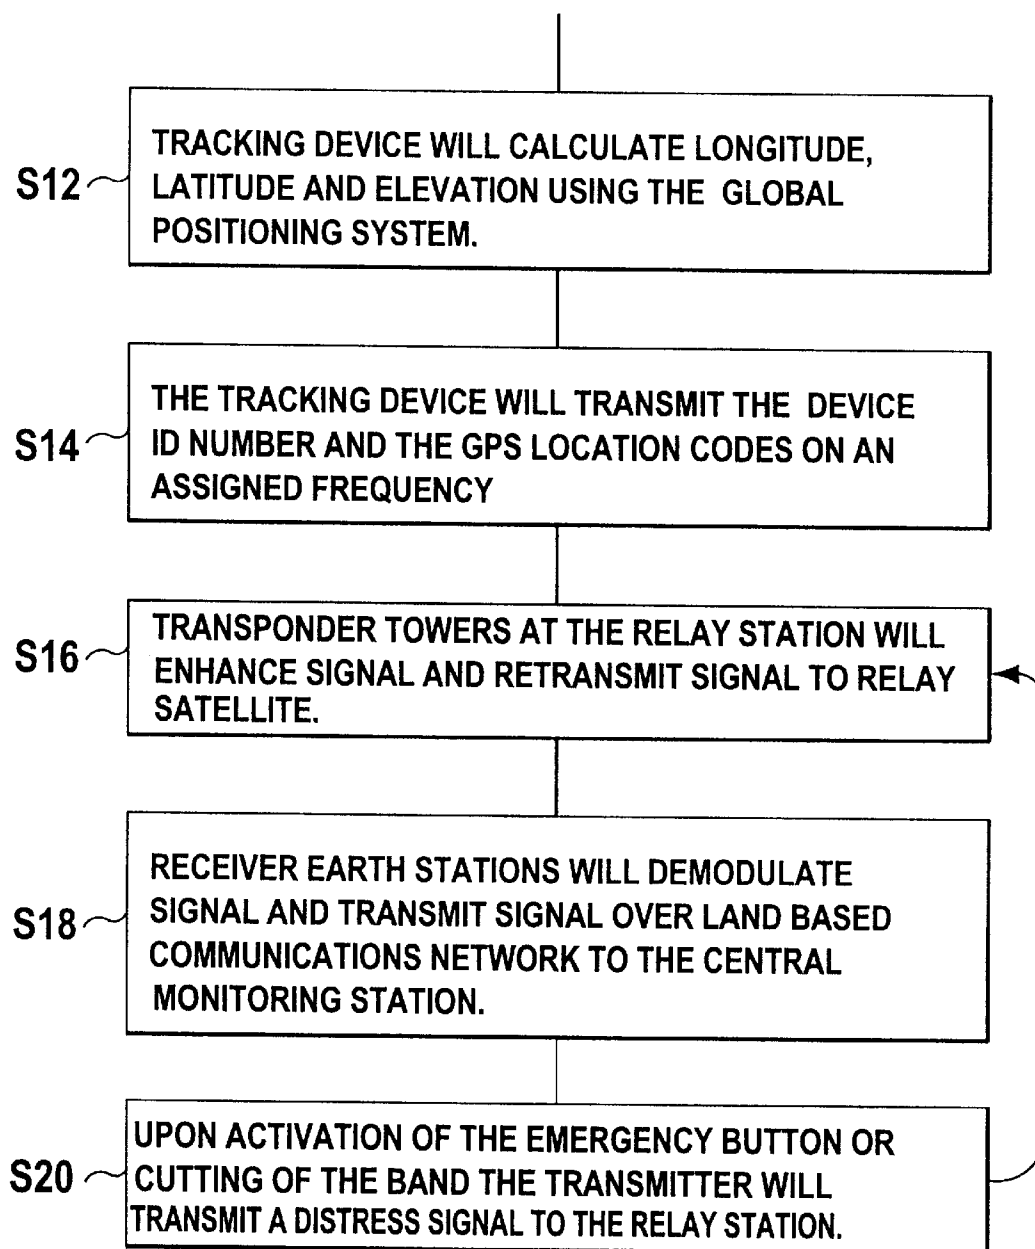 S12
TRACKING DEVICE WILL CALCULATE LONGITUDE,
LATITUDE AND ELEVATION USING THE GLOBAL
POSITIONING SYSTEM.
S14
THE TRACKING DEVICE WILL TRANSMIT THE DEVICE
ID NUMBER AND THE GPS LOCATION CODES ON AN
ASSIGNED FREQUENCY
S16
TRANSPONDER TOWERS AT THE RELAY STATION WILL
ENHANCE SIGNAL AND RETRANSMIT SIGNAL TO RELAY
SATELLITE.
S18
RECEIVER EARTH STATIONS WILL DEMODULATE
SIGNAL AND TRANSMIT SIGNAL OVER LAND BASED
COMMUNICATIONS NETWORK TO THE CENTRAL
MONITORING STATION.
S20
UPON ACTIVATION OF THE EMERGENCY BUTTON OR
CUTTING OF THE BAND THE TRANSMITTER WILL
TRANSMIT A DISTRESS SIGNAL TO THE RELAY STATION.